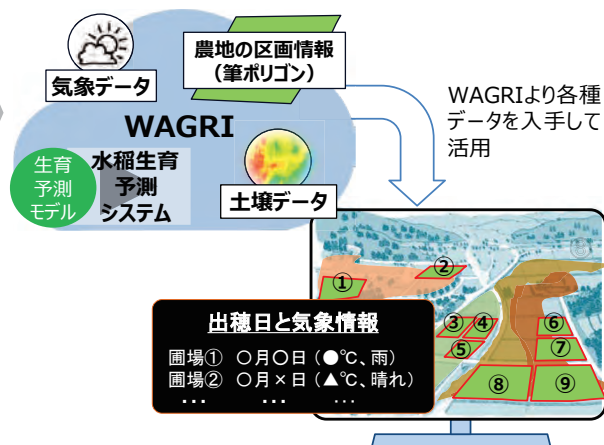 気象データ
農地の区画情報
(筆ポリゴン)
WAGRI
生育
予測
モデル
水稲生育
予測
システム
土壌データ
WAGRIより各種
データを入手して
活用
①
②
③
④
⑤
⑥
⑦
⑧
⑨
出穂日と気象情報
圃場① 〇月〇日(●℃、雨)
圃場② 〇月×日(▲℃、晴れ)
… … …